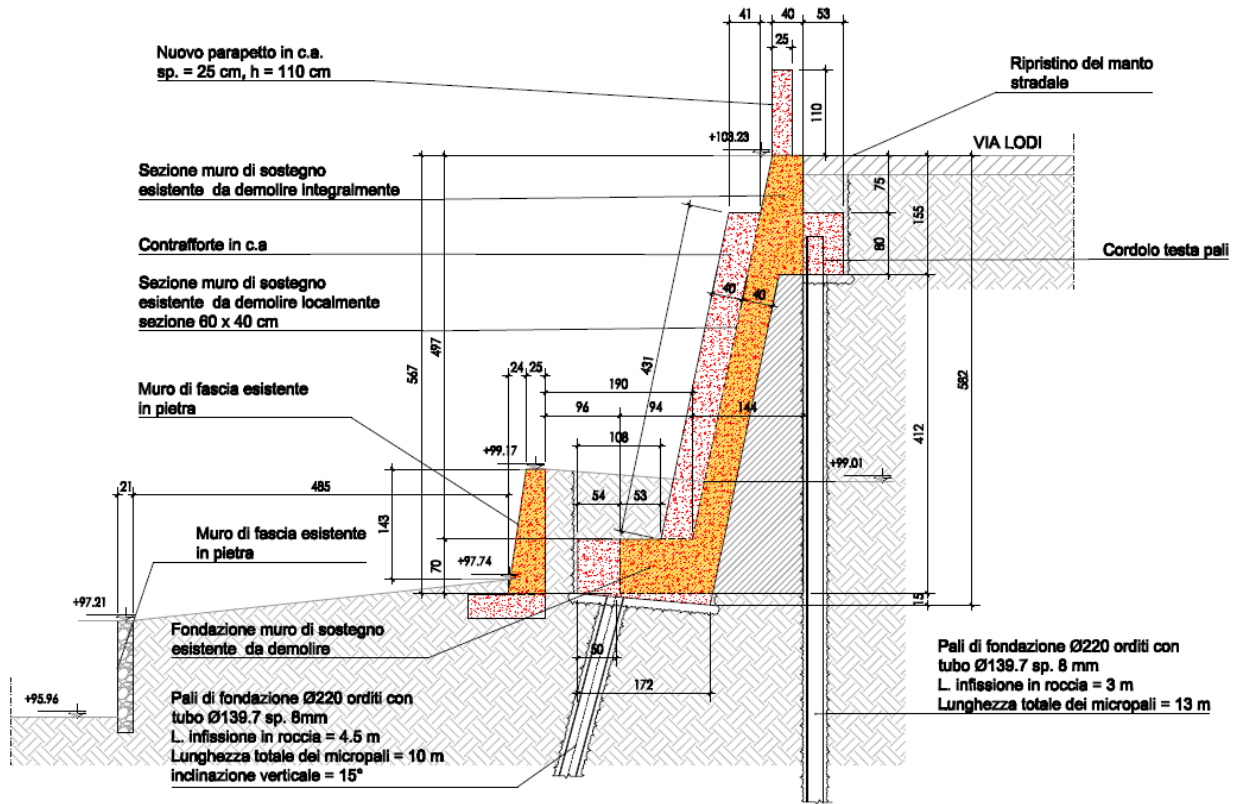 41
40
53
25
Nuovo parapetto in c.a.
sp. = 25 cm, h = 110 cm
Ripristino del manto
stradale
110
+103.23
VIA LODI
Sezione muro di sostegno
esistente da demolire integralmente
75
155
80
Contrafforte in c.a
Cordolo testa pali
Sezione muro di sostegno
esistente da demolire localmente
sezione 60 x 40 cm
40
40
497
567
431
582
24
25
190
Muro di fascia esistente
in pietra
96
94
144
412
108
+99.17
+99.01
21
485
54
53
143
Muro di fascia esistente
in pietra
+97.74
70
+97.21
15
Fondazione muro di sostegno
esistente da demolire
50
172
Pali di fondazione Ø220 orditi con
tubo Ø139.7 sp. 8 mm
L. infissione in roccia = 3 m
Lunghezza totale dei micropali = 13 m
+95.96
Pali di fondazione Ø220 orditi con
tubo Ø139.7 sp. 8mm
L. infissione in roccia = 4.5 m
Lunghezza totale dei micropali = 10 m
inclinazione verticale = 15°